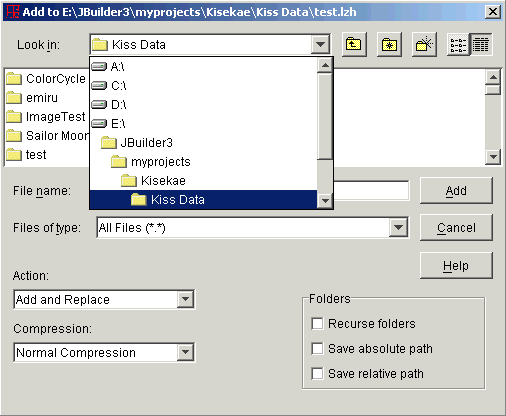 Add to E:\JBuilder3\myprojects\Kisekae\Kiss Data\test.lzh
Look in: Kiss Data
A:\
C:\
D:\
E:\
JBuilder3
myprojects
Kisekae
Kiss Data
ColorCycle
emiru
ImageTest
Sailor Moon
test
File name: Add
Files of type: All Files (*.*) Cancel
Help
Action:
Add and Replace
Compression:
Normal Compression
Folders
Recurse folders
Save absolute path
Save relative path